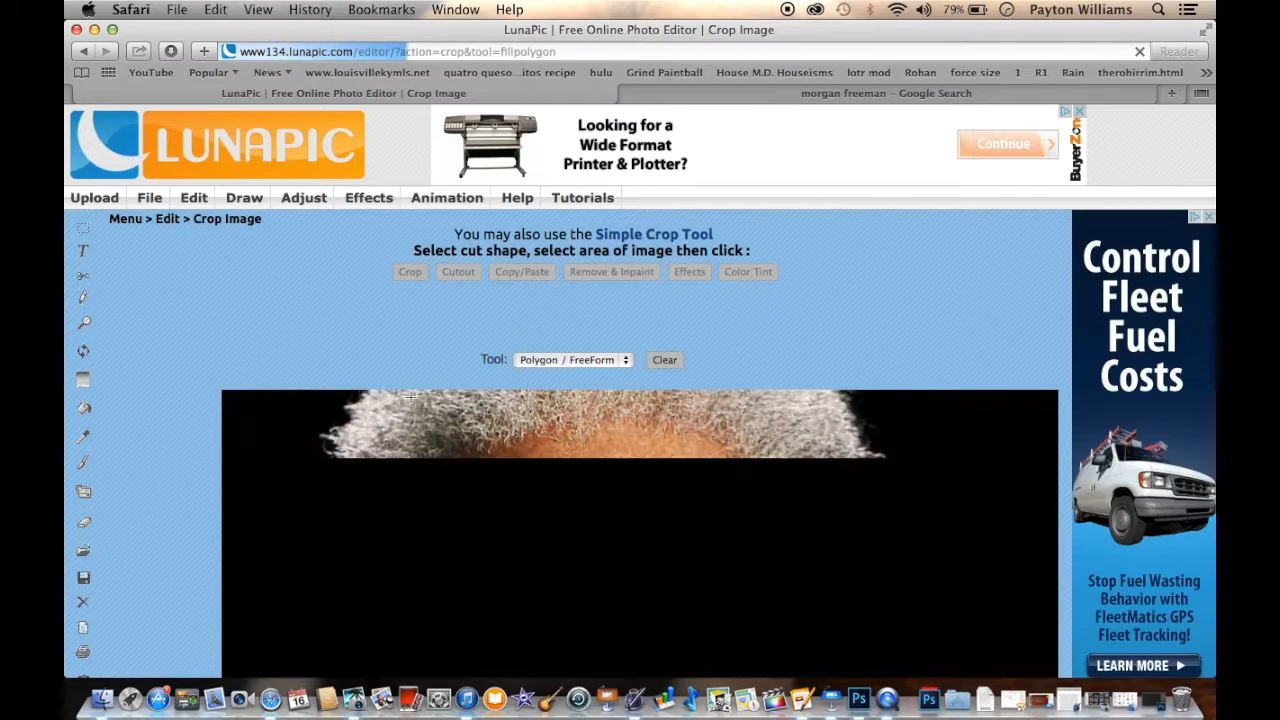 Safari File Edit View History Bookmarks Window Help 79% Payton Williams
LunaPic | Free Online Photo Editor | Crop Image
www134.lunapic.com/editor/?action=crop&tool=fillpolygon Reader
YouTube Popular News www.louisvillekymls.net quatro queso...itos recipe hulu Grind Painball House M.D. Houseisms lotr mod Rohan force size 1 R1 Rain therohirrim.html
LunaPic | Free Online Photo Editor | Crop Image morgan freeman - Google Search
LUNAPIC
Looking for a
Wide Format
Printer & Plotter?
Continue
BuyerZone
Upload File Edit Draw Adjust Effects Animation Help Tutorials
Menu > Edit > Crop Image
You may also use the Simple Crop Tool
Select cut shape, select area of image then click :
Crop Cutout Copy/Paste Remove & Inpaint Effects Color Tint
Tool: Polygon / FreeForm Clear
Control
Fleet
Fuel
Costs
Stop Fuel Wasting
Behavior with
FleetMatics GPS
Fleet Tracking!
LEARN MORE
16
Ps Ps